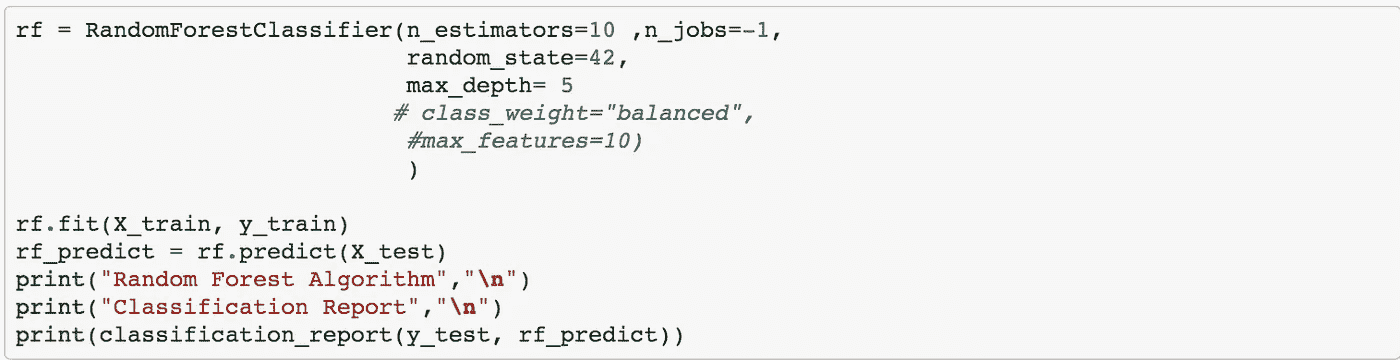 rf = RandomForestClassifier(n_estimators=10 ,n_jobs=-1,
                            random_state=42,
                            max_depth= 5
                           # class_weight="balanced",
                            #max_features=10)
                            )
rf.fit(X_train, y_train)
rf_predict = rf.predict(X_test)
print("Random Forest Algorithm","\n")
print("Classification Report","\n")
print(classification_report(y_test, rf_predict))